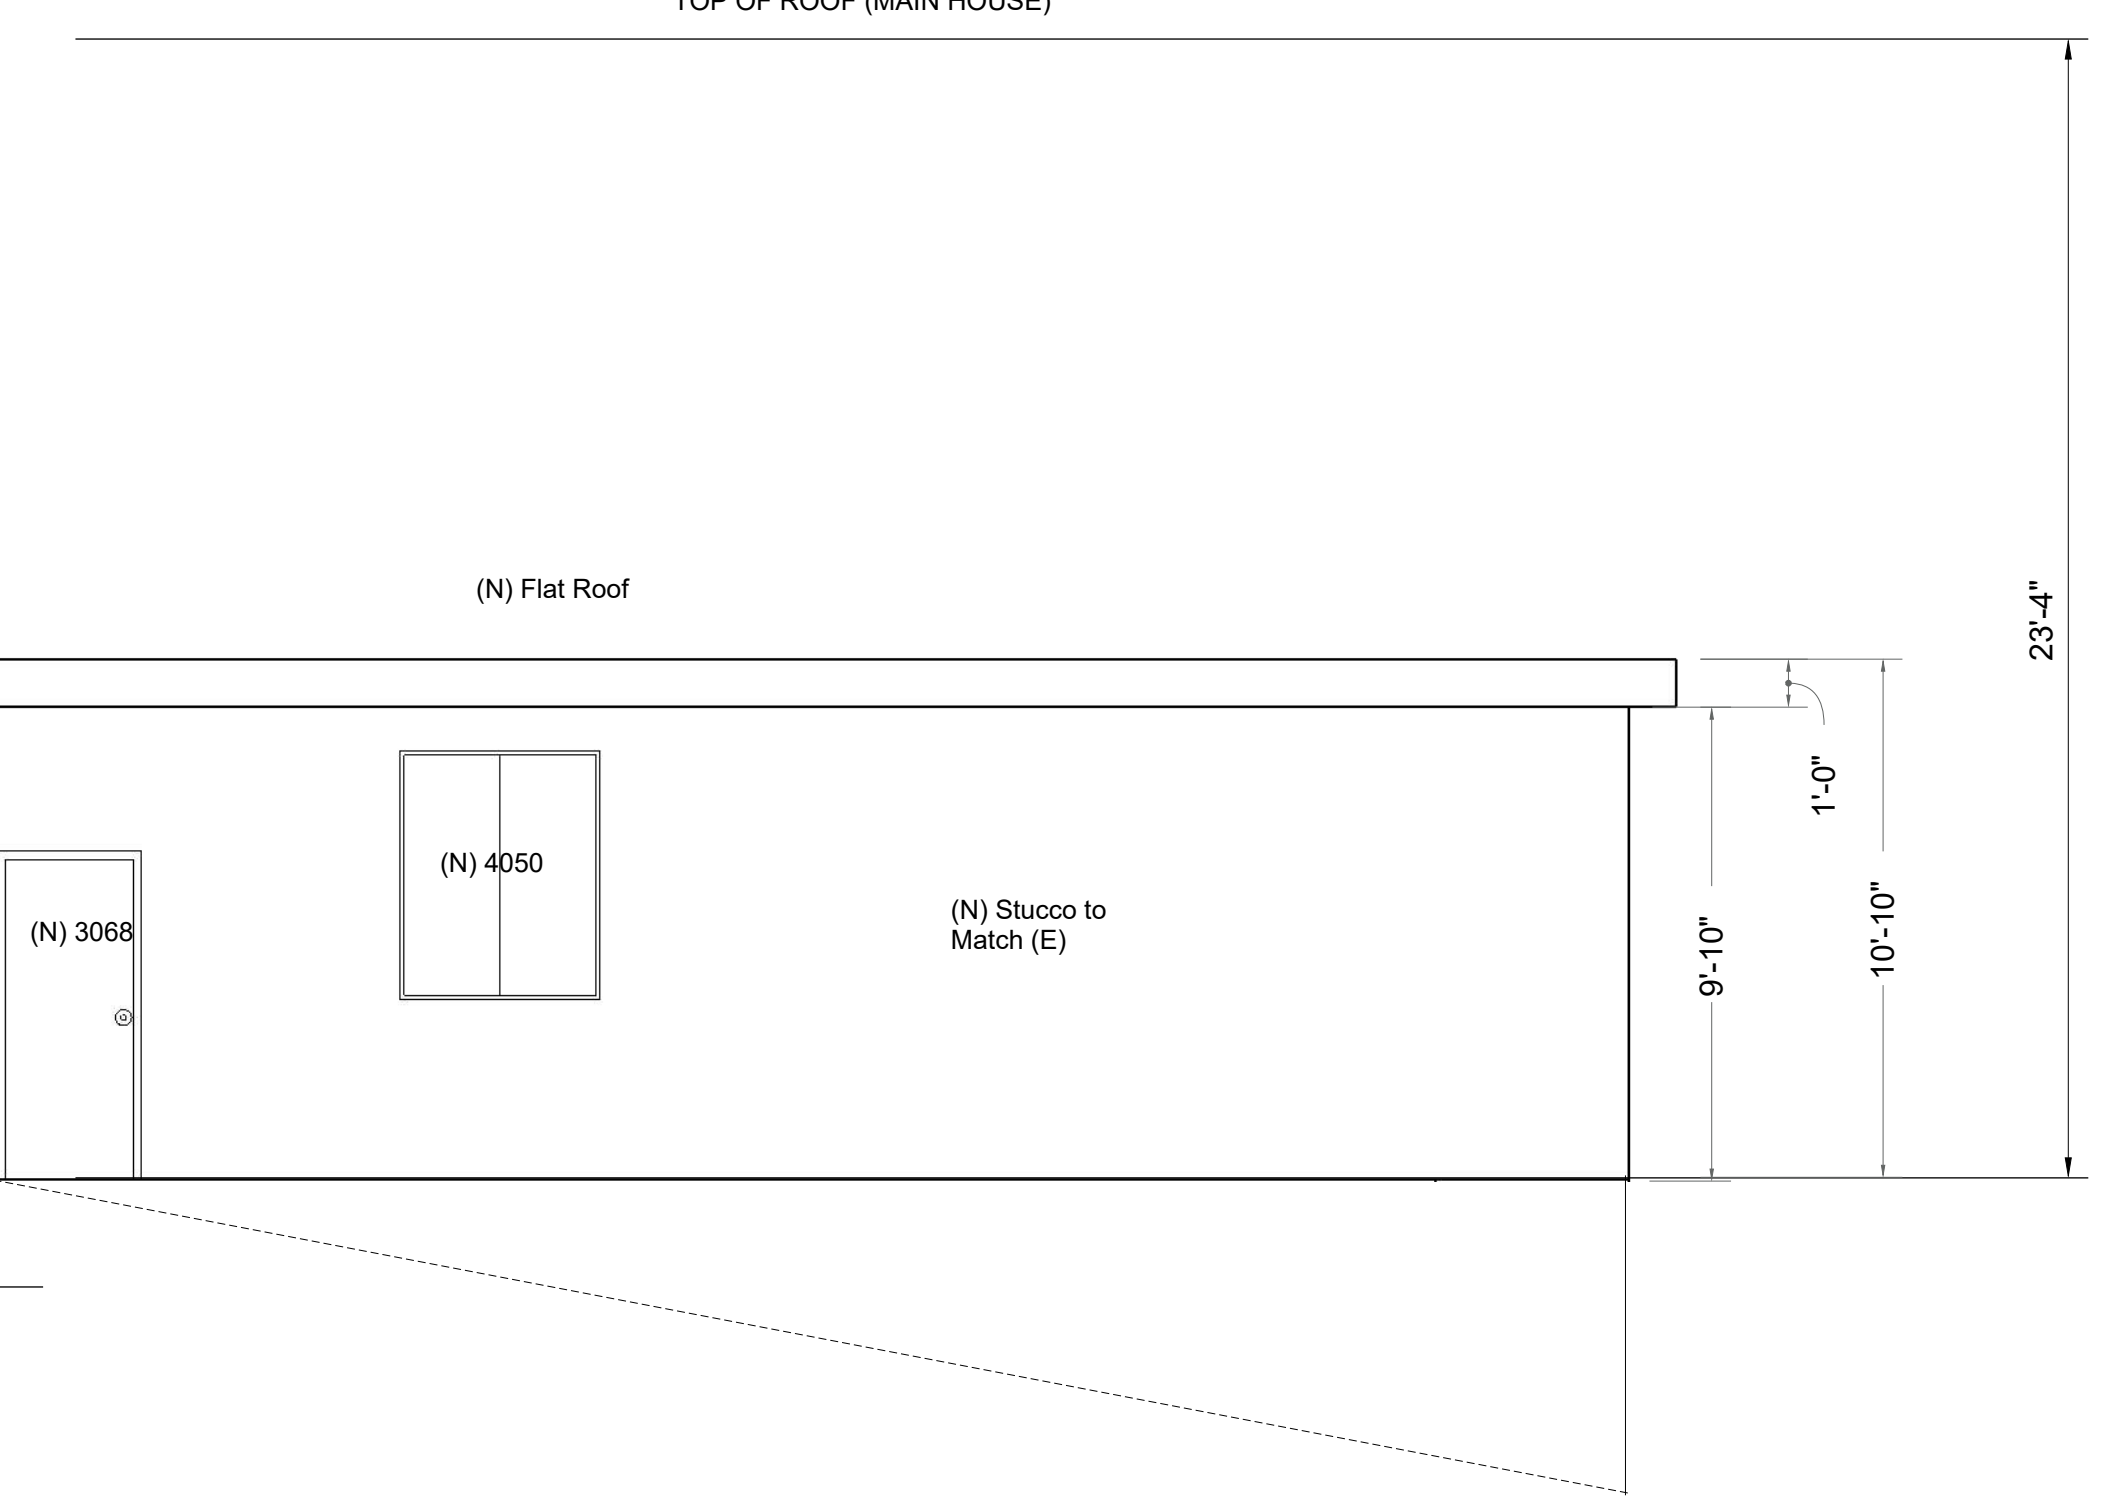 TOP OF ROOF (MAIN HOUSE)
(N) Flat Roof
23'-4"
1'-0"
(N) 4050
(N) 3068
(N) Stucco to
Match (E)
9'-10"
10'-10"